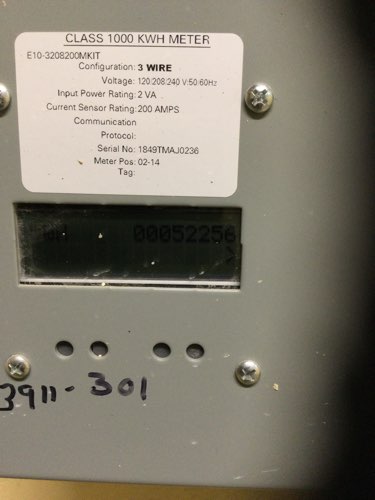 CLASS 1000 KWH METER
E10-3208200MKIT
Configuration: 3 WIRE
Voltage: 120:208:240 V:50:60Hz
Input Power Rating: 2 VA
Current Sensor Rating: 200 AMPS
Communication
Protocol:
Serial No: 1849TMAJ0236
Meter Pos: 02-14
Tag:
00052256
3911-301